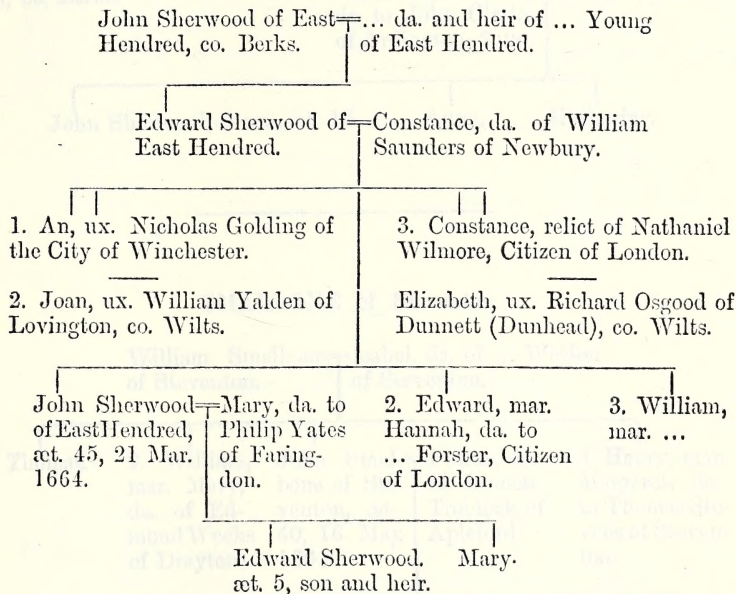 John Sherwood of East
Hendred, co. Berks.
... da. and heir of ... Young
of East Hendred.
Edward Sherwood of
East Hendred.
Constance, da. of William
Saunders of Newbury.
1. An, ux. Nicholas Golding of
the City of Winchester.
2. Joan, ux. William Yalden of
Lovington, co. Wilts.
3. Constance, relict of Nathaniel
Wilmore, Citizen of London.
Elizabeth, ux. Richard Osgood of
Dunnett (Dunhead), co. Wilts.
John Sherwood
of East Hendred,
æt. 45, 21 Mar.
1664.
Mary, da. to
Philip Yates
of Faring-
don.
2. Edward, mar.
Hannah, da. to
... Forster, Citizen
of London.
3. William,
mar. ...
Edward Sherwood.
æt. 5, son and heir.
Mary.